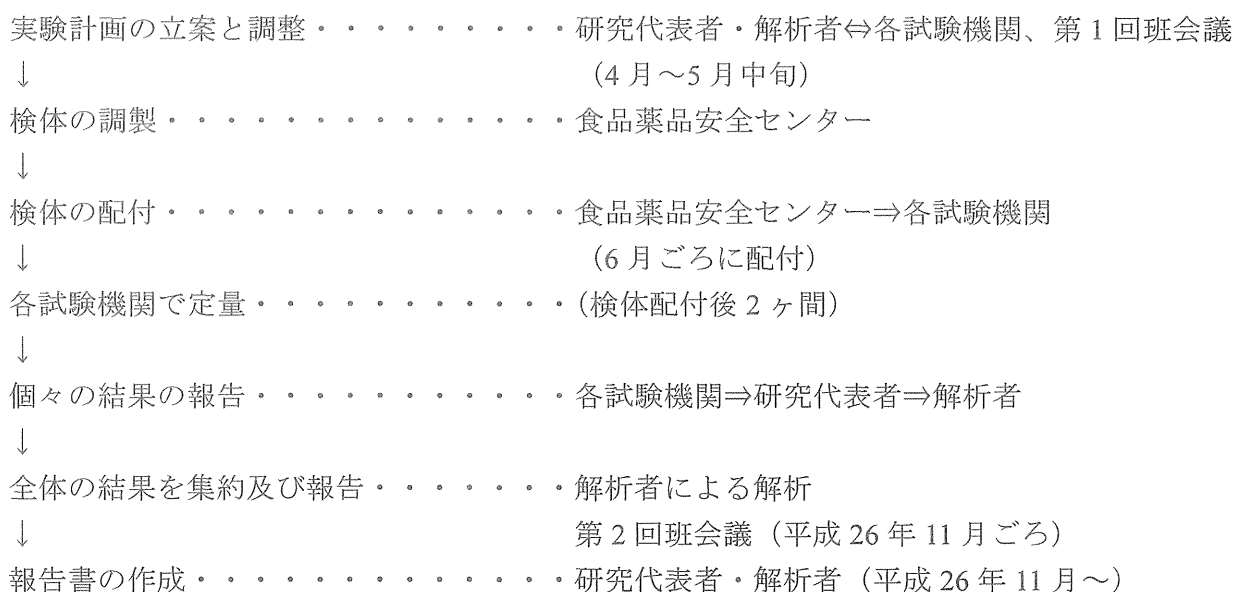 実験計画の立案と調整・・・・・・・・・研究代表者・解析者⇔各試験機関、第1回班会議
↓ (4月~5月中旬)
検体の調製・・・・・・・・・・・・・・食品薬品安全センター
↓
検体の配付・・・・・・・・・・・・・・食品薬品安全センター⇒各試験機関
↓ (6月ごろに配付)
各試験機関で定量・・・・・・・・・・・(検体配付後2ヶ間)
↓
個々の結果の報告・・・・・・・・・・・各試験機関⇒研究代表者⇒解析者
↓
全体の結果を集約及び報告・・・・・・・解析者による解析
↓ 第2回班会議(平成26年11月ごろ)
報告書の作成・・・・・・・・・・・・・研究代表者・解析者(平成26年11月~)